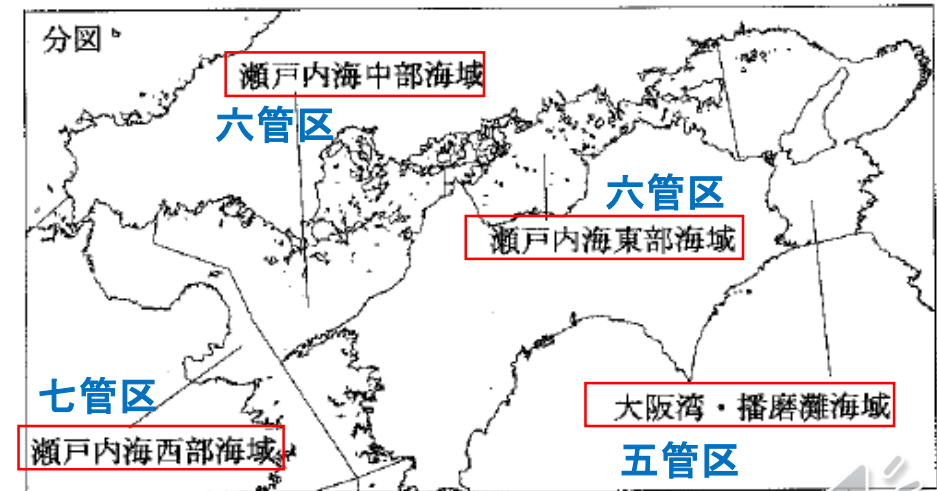 分図
瀬戸内海中部海域
六管区
六管区
瀬戸内海東部海域
七管区
大阪湾・播磨灘海域
瀬戸内海西部海域
五管区